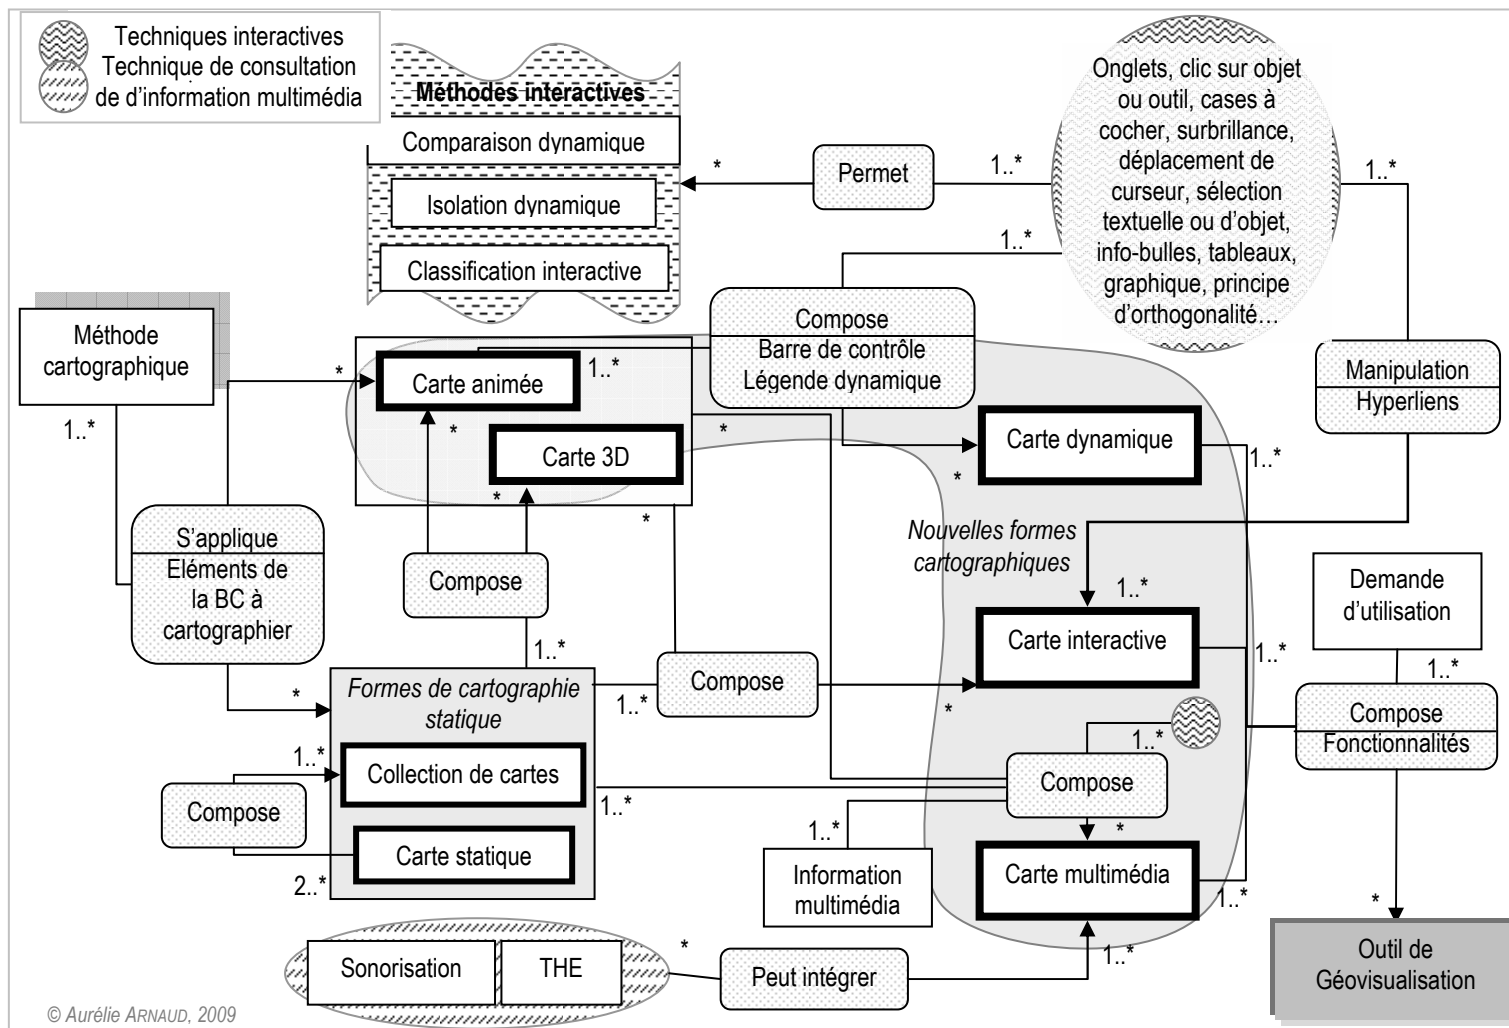 Techniques interactives
Technique de consultation
de d'information multimédia
Méthodes interactives
Comparaison dynamique
Isolation dynamique
Classification interactive
*
Permet
1..*
Onglets, clic sur objet
ou outil, cases à
cocher, surbrillance,
déplacement de
curseur, sélection
textuelle ou d'objet,
info-bulles, tableaux,
graphique, principe
d'orthogonalité…
1..*
1..*
Méthode
cartographique
1..*
*
Carte animée
1..*
*
Carte 3D
*
Compose
Barre de contrôle
Légende dynamique
*
*
Carte dynamique
*
1..*
Manipulation
Hyperliens
S'applique
Eléments de
la BC à
cartographier
*
Compose
1..*
Nouvelles formes
cartographiques
1..*
Carte interactive
*
1..*
Demande
d'utilisation
1..*
Compose
Fonctionnalités
*
Outil de
Géovisualisation
Formes de cartographie
statique
1..*
Compose
1..*
Collection de cartes
Compose
Carte statique
2..*
1..*
1..*
Compose
*
1..*
Information
multimédia
Carte multimédia
1..*
1..*
Sonorisation
THE
*
Peut intégrer
© Aurélie ARNAUD, 2009